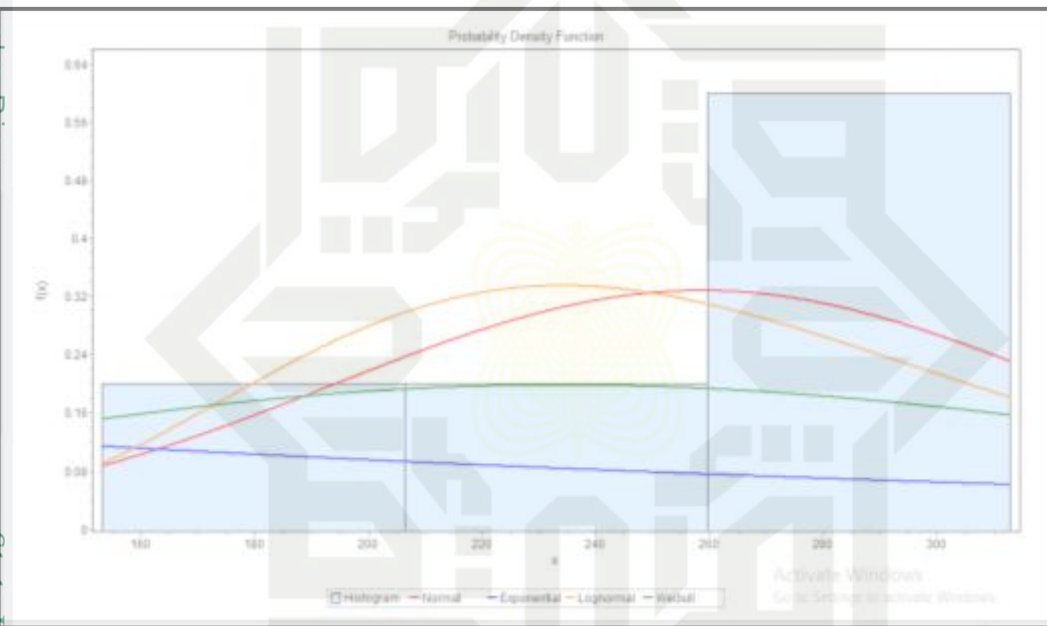 Probability Density Function
0.64
0.56
0.48
0.4
0.32
0.24
0.16
0.08
0
f(x)
160 180 200 220 240 260 280 300
x
Histogram Normal Exponential Lognormal Weibull
Activate Windows
Go to Settings to activate Windows.